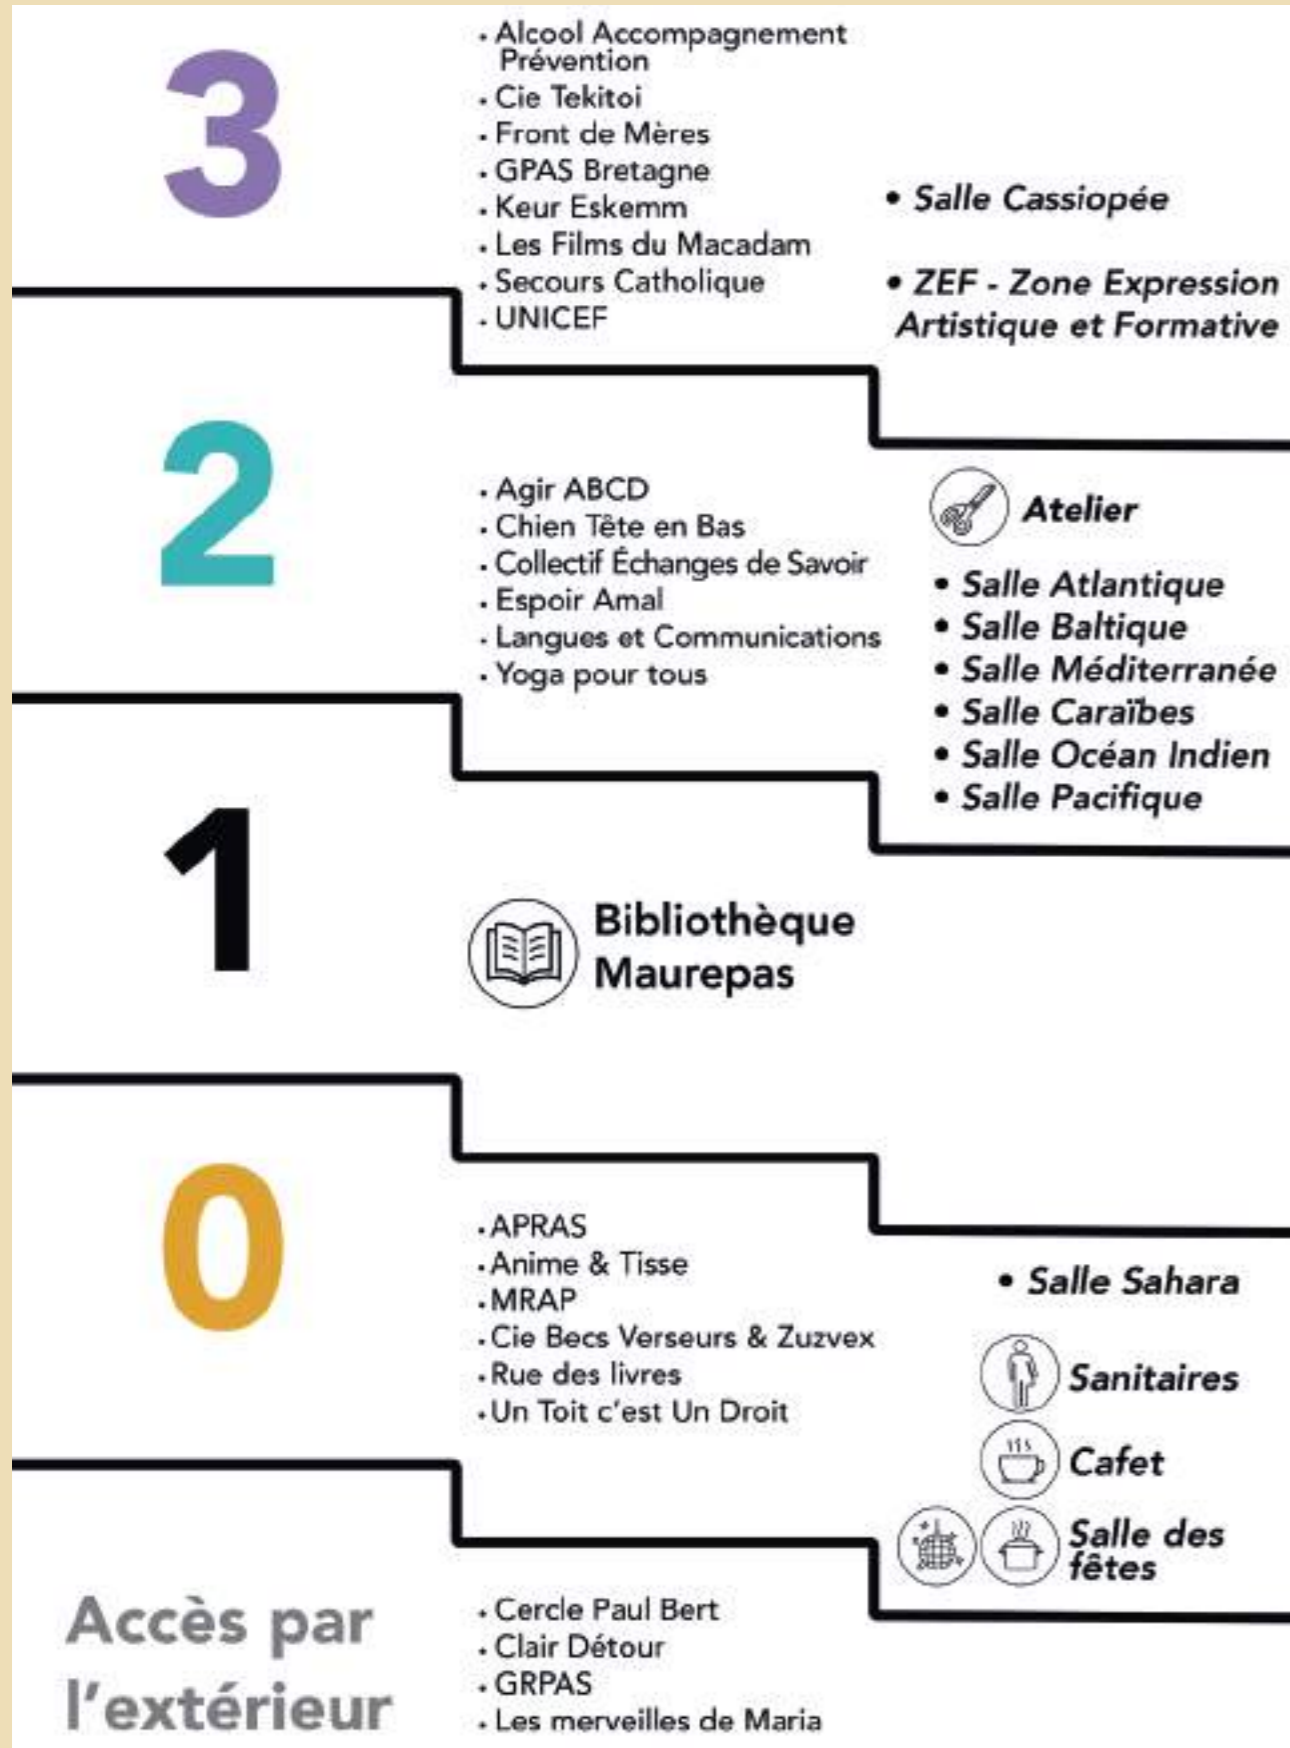 3
· Alcool Accompagnement
Prévention
· Cie Tekitoi
· Front de Mères
· GPAS Bretagne
· Keur Eskemm
· Les Films du Macadam
· Secours Catholique
· UNICEF
• Salle Cassiopée
• ZEF - Zone Expression
Artistique et Formative
2
· Agir ABCD
· Chien Tête en Bas
· Collectif Échanges de Savoir
· Espoir Amal
· Langues et Communications
· Yoga pour tous
Atelier
• Salle Atlantique
• Salle Baltique
• Salle Méditerranée
• Salle Caraïbes
• Salle Océan Indien
• Salle Pacifique
1
Bibliothèque
Maurepas
0
· APRAS
· Anime & Tisse
· MRAP
· Cie Becs Verseurs & Zuzvex
· Rue des livres
· Un Toit c'est Un Droit
• Salle Sahara
Sanitaires
Cafet
Salle des
fêtes
Accès par
l'extérieur
· Cercle Paul Bert
· Clair Détour
· GRPAS
· Les merveilles de Maria